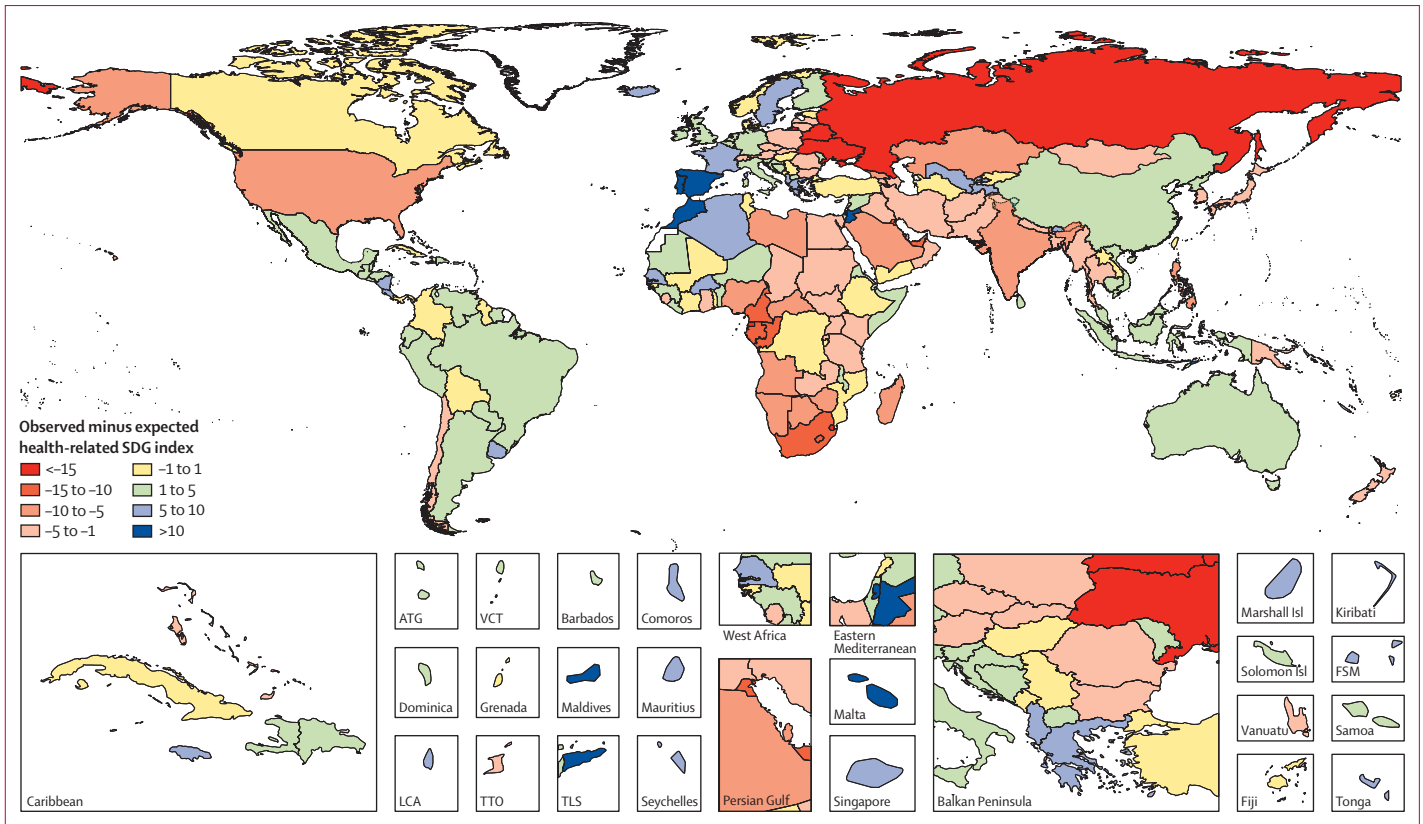 Observed minus expected
health-related SDG index
<–15
–15 to –10
–10 to –5
–5 to –1
–1 to 1
1 to 5
5 to 10
>10
Caribbean
ATG
VCT
Barbados
Comoros
Dominica
Grenada
Maldives
Mauritius
LCA
TTO
TLS
Seychelles
West Africa
Eastern
Mediterranean
Persian Gulf
Malta
Singapore
Balkan Peninsula
Marshall Isl
Kiribati
Solomon Isl
FSM
Vanuatu
Samoa
Fiji
Tonga